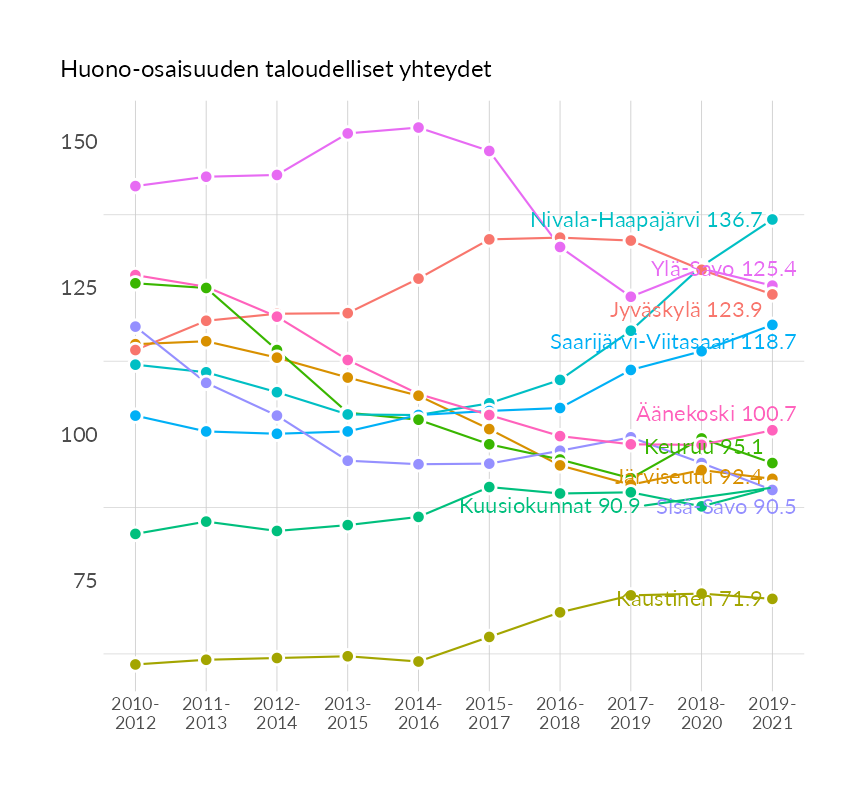 Huono-osaisuuden taloudelliset yhteydet
150
125
100
75
Nivala-Haapajärvi 136.7
Ylä-Savo 125.4
Jyväskylä 123.9
Saarijärvi-Viitasaari 118.7
Äänekoski 100.7
Keuruu 95.1
Järviseutu 92.4
Kuusiokunnat 90.9
Sisä-Savo 90.5
Kaustinen 71.9
2010- 2011- 2012- 2013- 2014- 2015- 2016- 2017- 2018- 2019-
2012 2013 2014 2015 2016 2017 2018 2019 2020 2021